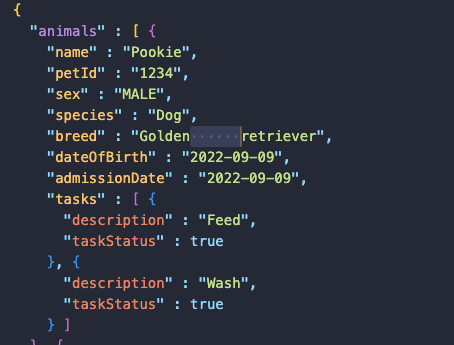 {
"animals" : [ {
"name" : "Pookie",
"petId" : "1234",
"sex" : "MALE",
"species" : "Dog",
"breed" : "Golden      retriever",
"dateOfBirth" : "2022-09-09",
"admissionDate" : "2022-09-09",
"tasks" : [ {
"description" : "Feed",
"taskStatus" : true
}, {
"description" : "Wash",
"taskStatus" : true
} ]
}, {